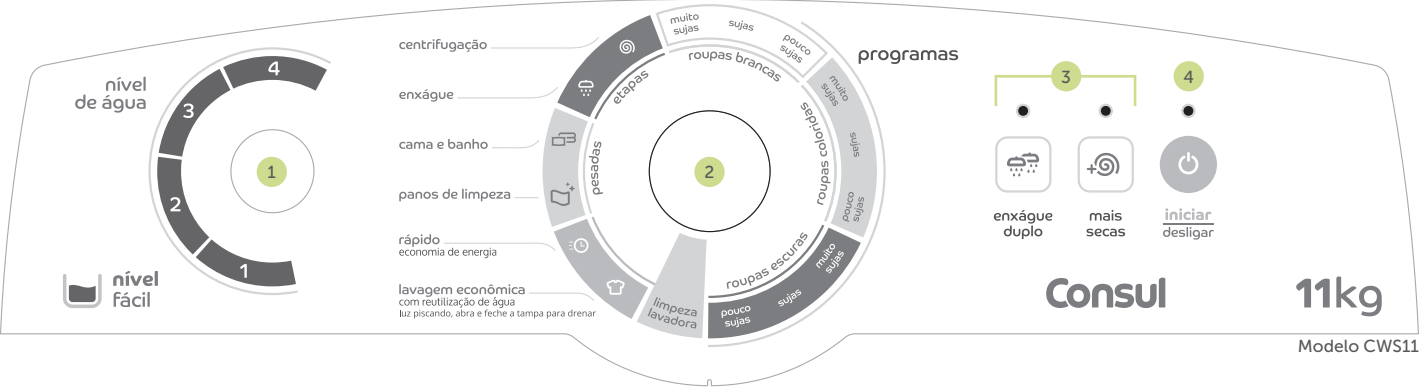 nível
de água
4
3
2
1
1
nível
fácil
centrifugação
enxágue
cama e banho
panos de limpeza
rápido
economia de energia
lavagem econômica
com reutilização de água
luz piscando, abra e feche a tampa para drenar
etapas
pesadas
limpeza
lavadora
2
muito
sujas
sujas
pouco
sujas
roupas brancas
programas
muito
sujas
sujas
pouco
sujas
roupas coloridas
muito
sujas
sujas
pouco
sujas
roupas escuras
3
4
enxágue
duplo
mais
secas
iniciar
desligar
Consul
11kg
Modelo CWS11